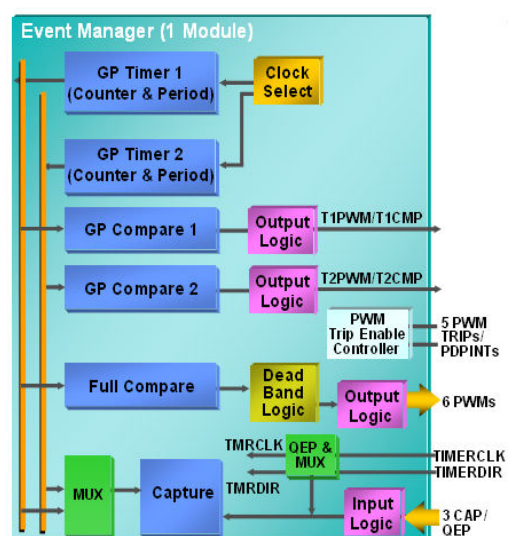 Event Manager (1 Module)
GP Timer 1
(Counter & Period)
Clock
Select
GP Timer 2
(Counter & Period)
GP Compare 1
Output
Logic
T1PWM/T1CMP
GP Compare 2
Output
Logic
T2PWM/T2CMP
PWM
Trip Enable
Controller
5 PWM
TRIPs/
PDPINTs
Full Compare
Dead
Band
Logic
Output
Logic
6 PWMs
TMRCLK
QEP &
MUX
TIMERCLK
TIMERDIR
TMRDIR
MUX
Capture
Input
Logic
3 CAP/
QEP